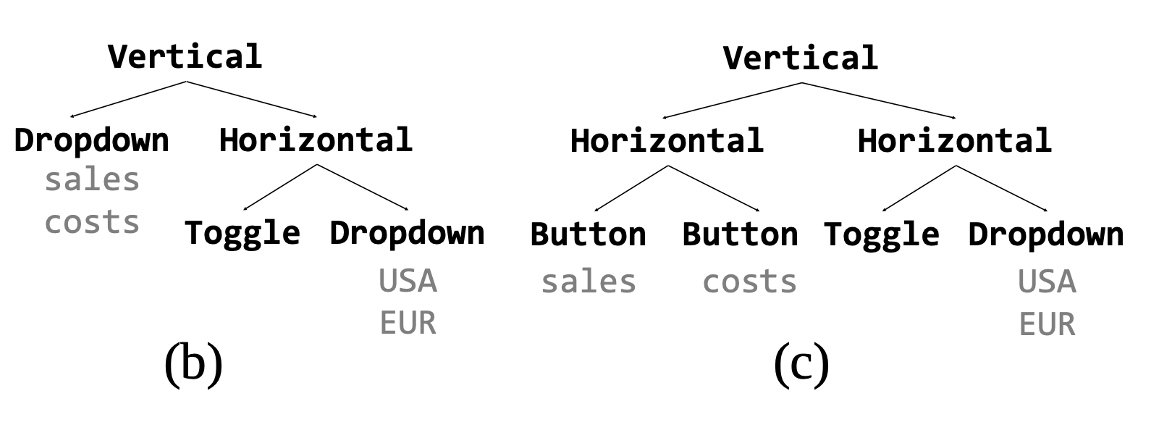 Vertical
Dropdown Horizontal
sales
costs
Toggle Dropdown
USA
EUR
(b)
Vertical
Horizontal Horizontal
Button Button Toggle Dropdown
sales costs USA
EUR
(c)